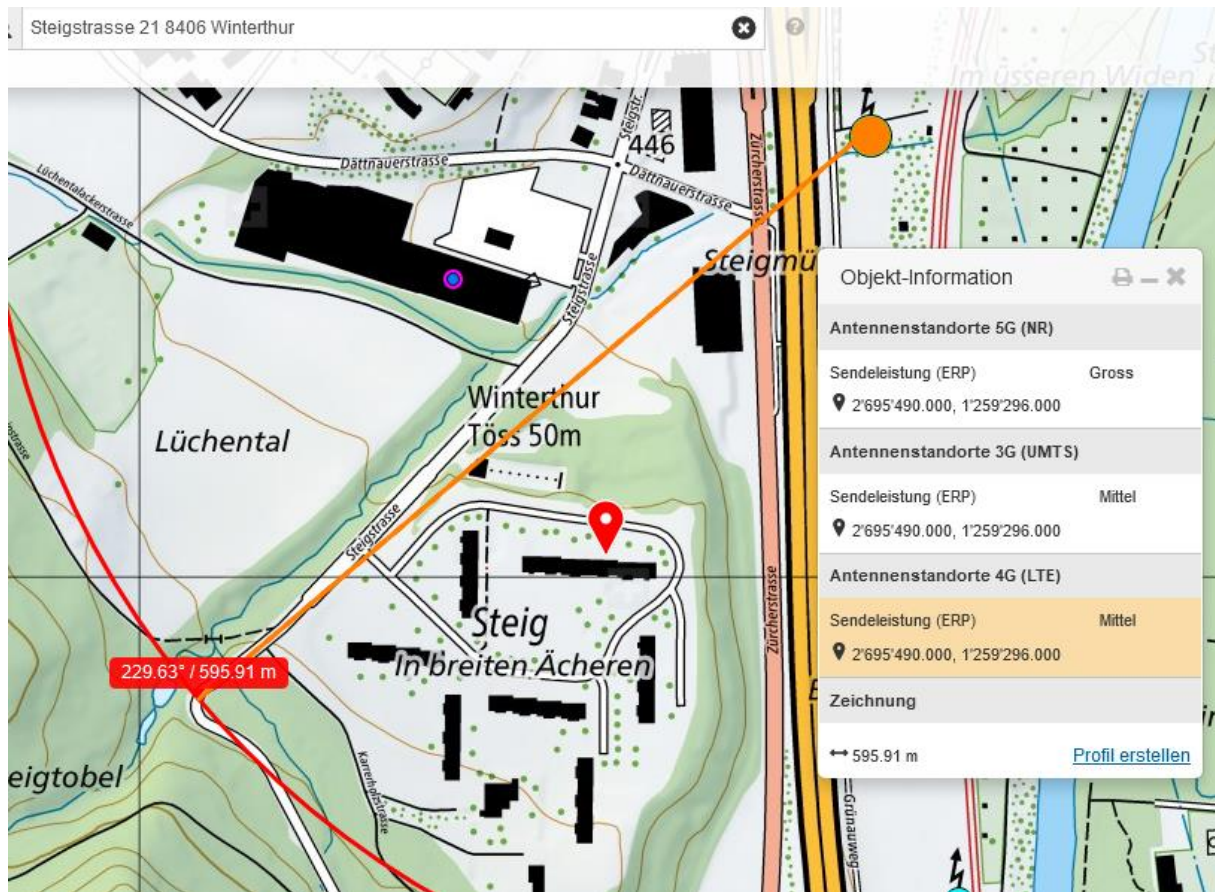 Steigstrasse 21 8406 Winterthur
Im üsseren Widen
446
Steigstr.
Dättnauerstrasse
Dättnauerstrasse
Zürcherstrasse
Lüchentalackerstrasse
Steigmü
Steigstrasse
Objekt-Information
Antennenstandorte 5G (NR)
Sendeleistung (ERP) Gross
2'695'490.000, 1'259'296.000
Antennenstandorte 3G (UMTS)
Sendeleistung (ERP) Mittel
2'695'490.000, 1'259'296.000
Antennenstandorte 4G (LTE)
Sendeleistung (ERP) Mittel
2'695'490.000, 1'259'296.000
Zeichnung
595.91 m Profil erstellen
Winterthur
Töss 50m
Lüchental
Steigstrasse
Zürcherstrasse
Steig
In breiten Ächeren
229.63° / 595.91 m
eigtobel
Karrerholzstrasse
Grünauweg